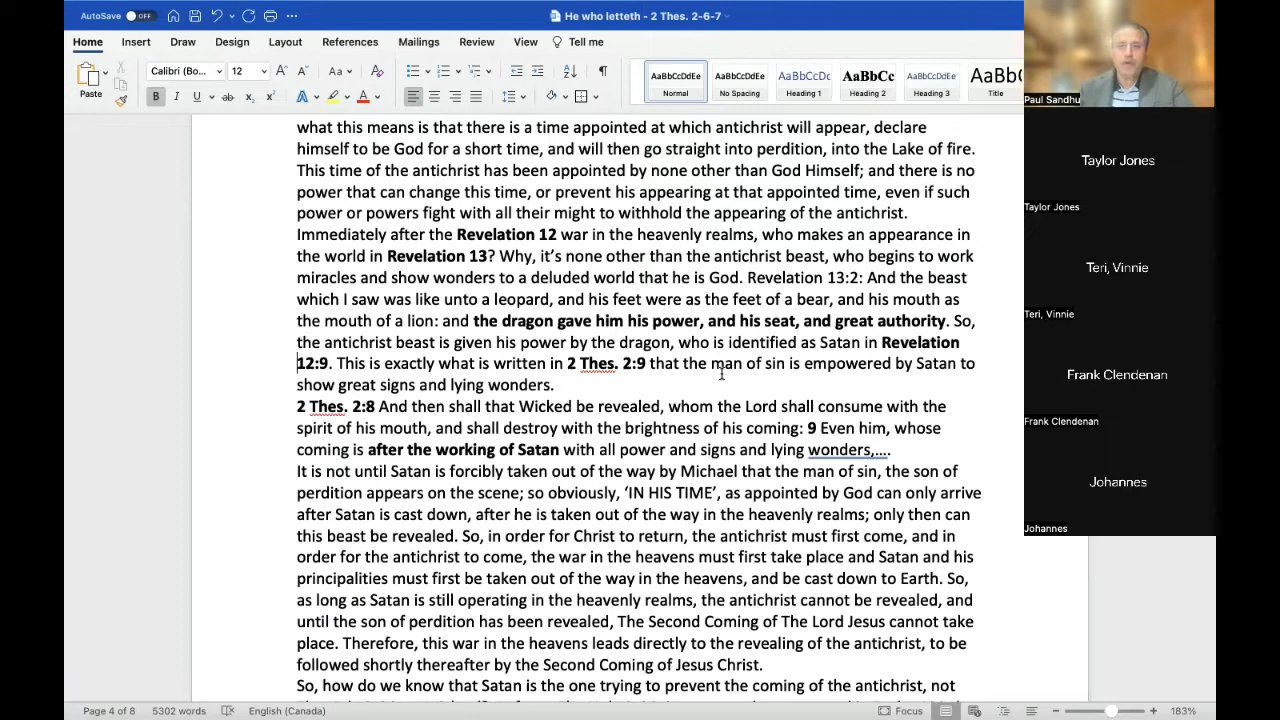 AutoSave OFF
He who letteth - 2 Thes. 2-6-7
Home Insert Draw Design Layout References Mailings Review View Tell me
Paste
Calibri (Bo... 12
AaBbCcDdEe AaBbCcDdEe AaBbCcDc AaBbCc AaBbCcDdEe AaBb
Normal No Spacing Heading 1 Heading 2 Heading 3 Title
what this means is that there is a time appointed at which antichrist will appear, declare
himself to be God for a short time, and will then go straight into perdition, into the Lake of fire.
This time of the antichrist has been appointed by none other than God Himself; and there is no
power that can change this time, or prevent his appearing at that appointed time, even if such
power or powers fight with all their might to withhold the appearing of the antichrist.
Immediately after the Revelation 12 war in the heavenly realms, who makes an appearance in
the world in Revelation 13? Why, it's none other than the antichrist beast, who begins to work
miracles and show wonders to a deluded world that he is God. Revelation 13:2: And the beast
which I saw was like unto a leopard, and his feet were as the feet of a bear, and his mouth as
the mouth of a lion: and the dragon gave him his power, and his seat, and great authority. So,
the antichrist beast is given his power by the dragon, who is identified as Satan in Revelation
12:9. This is exactly what is written in 2 Thes. 2:9 that the man of sin is empowered by Satan to
show great signs and lying wonders.
2 Thes. 2:8 And then shall that Wicked be revealed, whom the Lord shall consume with the
spirit of his mouth, and shall destroy with the brightness of his coming: 9 Even him, whose
coming is after the working of Satan with all power and signs and lying wonders,....
It is not until Satan is forcibly taken out of the way by Michael that the man of sin, the son of
perdition appears on the scene; so obviously, 'IN HIS TIME', as appointed by God can only arrive
after Satan is cast down, after he is taken out of the way in the heavenly realms; only then can
this beast be revealed. So, in order for Christ to return, the antichrist must first come, and in
order for the antichrist to come, the war in the heavens must first take place and Satan and his
principalities must first be taken out of the way in the heavens, and be cast down to Earth. So,
as long as Satan is still operating in the heavenly realms, the antichrist cannot be revealed, and
until the son of perdition has been revealed, The Second Coming of The Lord Jesus cannot take
place. Therefore, this war in the heavens leads directly to the revealing of the antichrist, to be
followed shortly thereafter by the Second Coming of Jesus Christ.
So, how do we know that Satan is the one trying to prevent the coming of the antichrist, not
Page 4 of 8 5302 words English (Canada) Focus 183%
Paul Sandhu
Taylor Jones
Taylor Jones
Teri, Vinnie
Teri, Vinnie
Frank Clendenan
Frank Clendenan
Johannes
Johannes